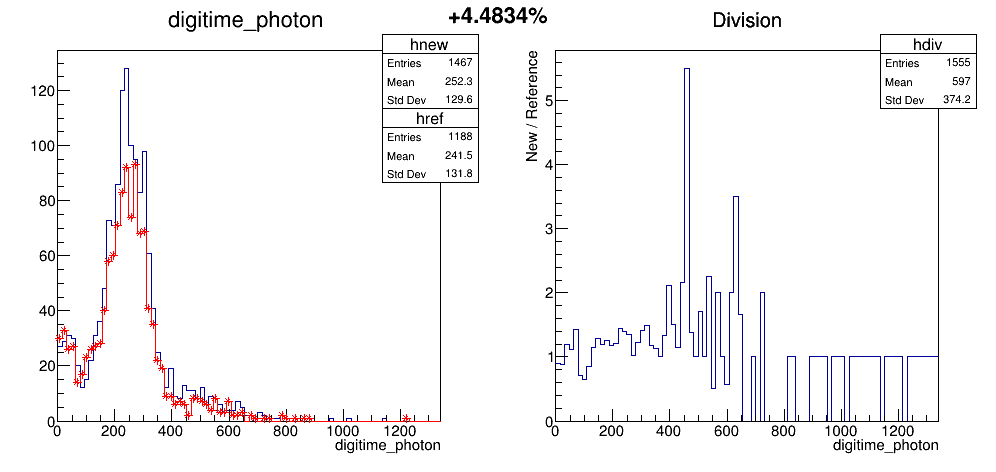 +4.4834%
digitime_photon
hnew
Entries 1467
Mean 252.3
Std Dev 129.6
href
Entries 1188
Mean 241.5
Std Dev 131.8
120
100
80
60
40
20
0
0 200 400 600 800 1000 1200
digitime_photon
Division
hdiv
Entries 1555
Mean 597
Std Dev 374.2
New / Reference
5
4
3
2
1
0
0 200 400 600 800 1000 1200
digitime_photon